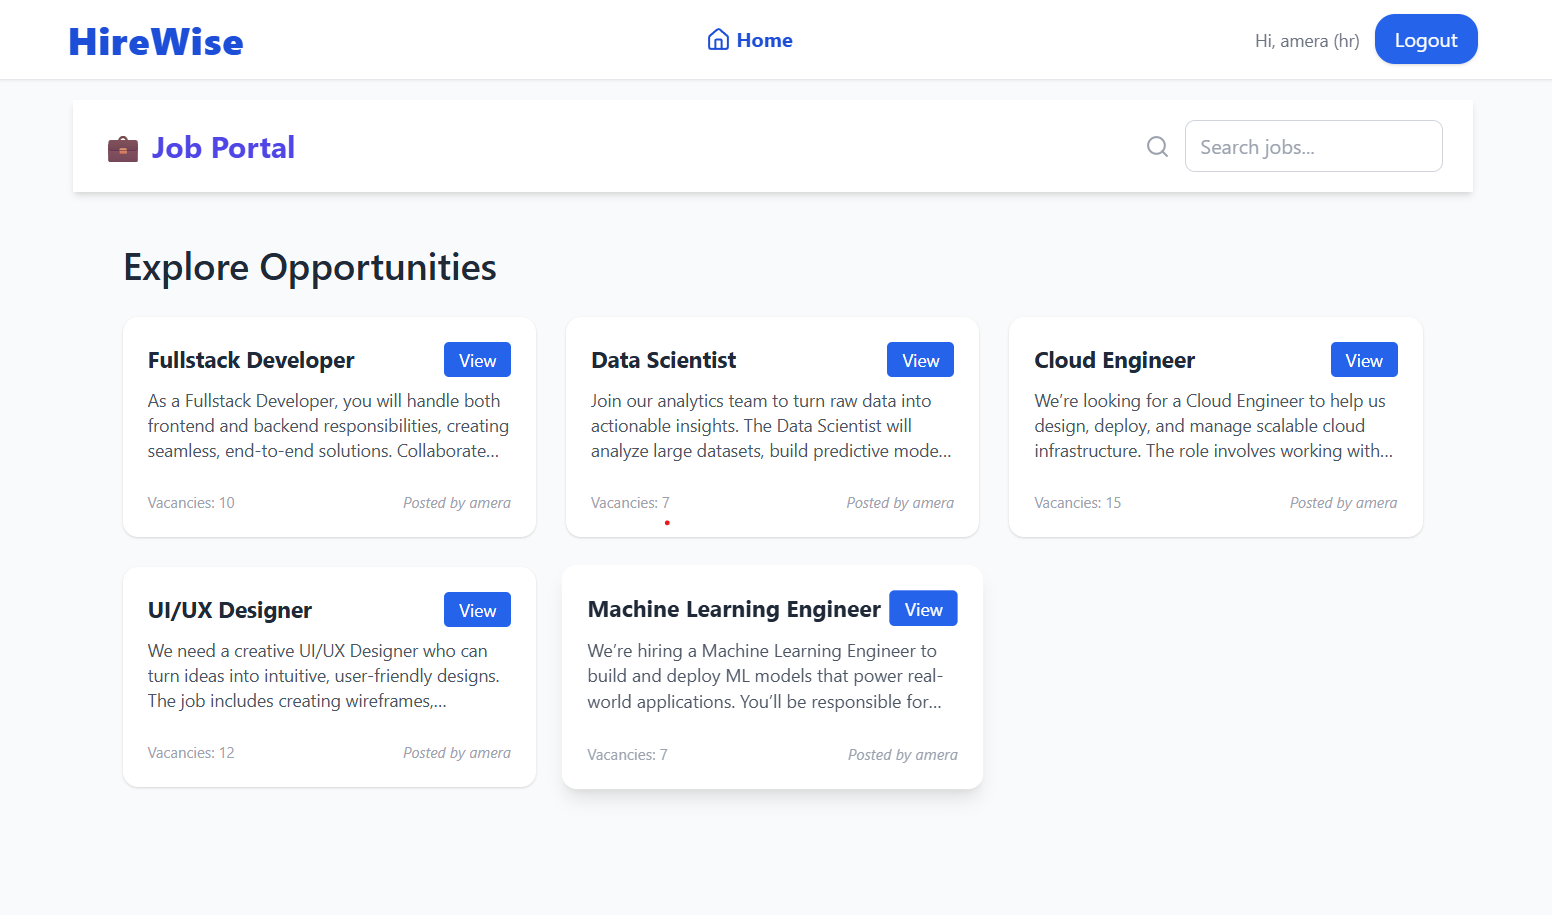 HireWise
Home
Hi, amera (hr)
Logout
Job Portal
Search jobs...
Explore Opportunities
Fullstack Developer
View
As a Fullstack Developer, you will handle both
frontend and backend responsibilities, creating
seamless, end-to-end solutions. Collaborate...
Vacancies: 10
Posted by amera
Data Scientist
View
Join our analytics team to turn raw data into
actionable insights. The Data Scientist will
analyze large datasets, build predictive mode...
Vacancies: 7
Posted by amera
Cloud Engineer
View
We’re looking for a Cloud Engineer to help us
design, deploy, and manage scalable cloud
infrastructure. The role involves working with...
Vacancies: 15
Posted by amera
UI/UX Designer
View
We need a creative UI/UX Designer who can
turn ideas into intuitive, user-friendly designs.
The job includes creating wireframes,...
Vacancies: 12
Posted by amera
Machine Learning Engineer
View
We’re hiring a Machine Learning Engineer to
build and deploy ML models that power real-
world applications. You’ll be responsible for...
Vacancies: 7
Posted by amera